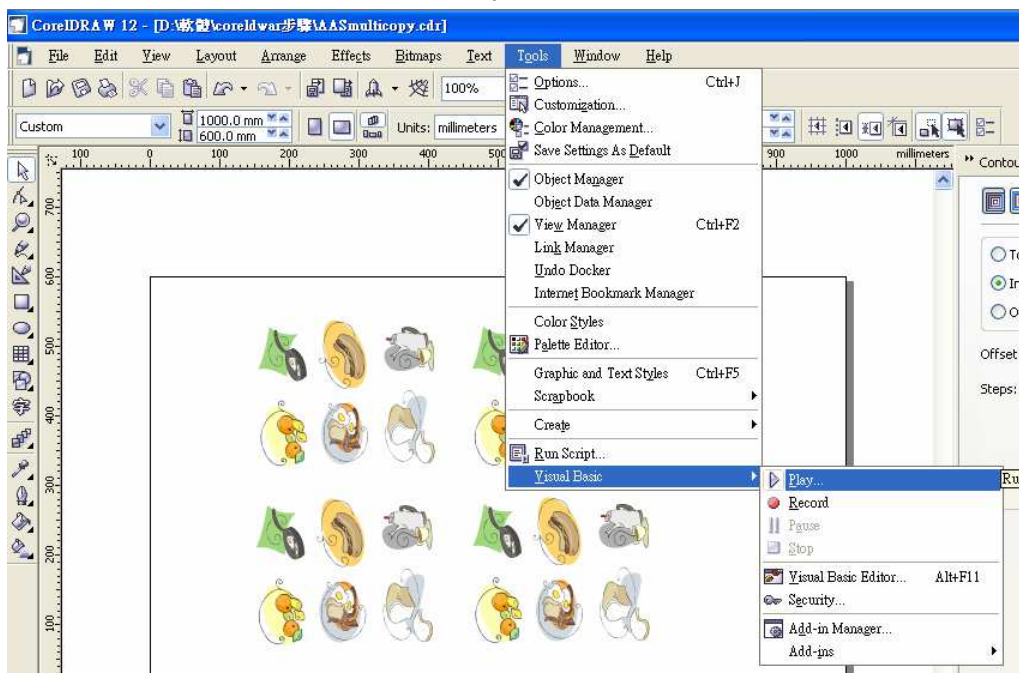 CorelDRAW 12 - [D:\軟體\coreldwar步驟\AASmulticopy.cdr]
File Edit View Layout Arrange Effects Bitmaps Text Tools Window Help
100%
Custom 1000.0 mm 600.0 mm Units: millimeters
100 0 100 200 300 400 500 900 1000 millimeters
Options... Ctrl+J
Customization...
Color Management...
Save Settings As Default
Object Manager
Object Data Manager
View Manager Ctrl+F2
Link Manager
Undo Docker
Internet Bookmark Manager
Color Styles
Palette Editor...
Graphic and Text Styles Ctrl+F5
Scrapbook
Create
Run Script...
Visual Basic
Play...
Record
Pause
Stop
Visual Basic Editor... Alt+F11
Security...
Add-in Manager...
Add-ins
Ru
Contou
To
In
O
Offset
Steps:
字
700
600
500
400
300
200
100